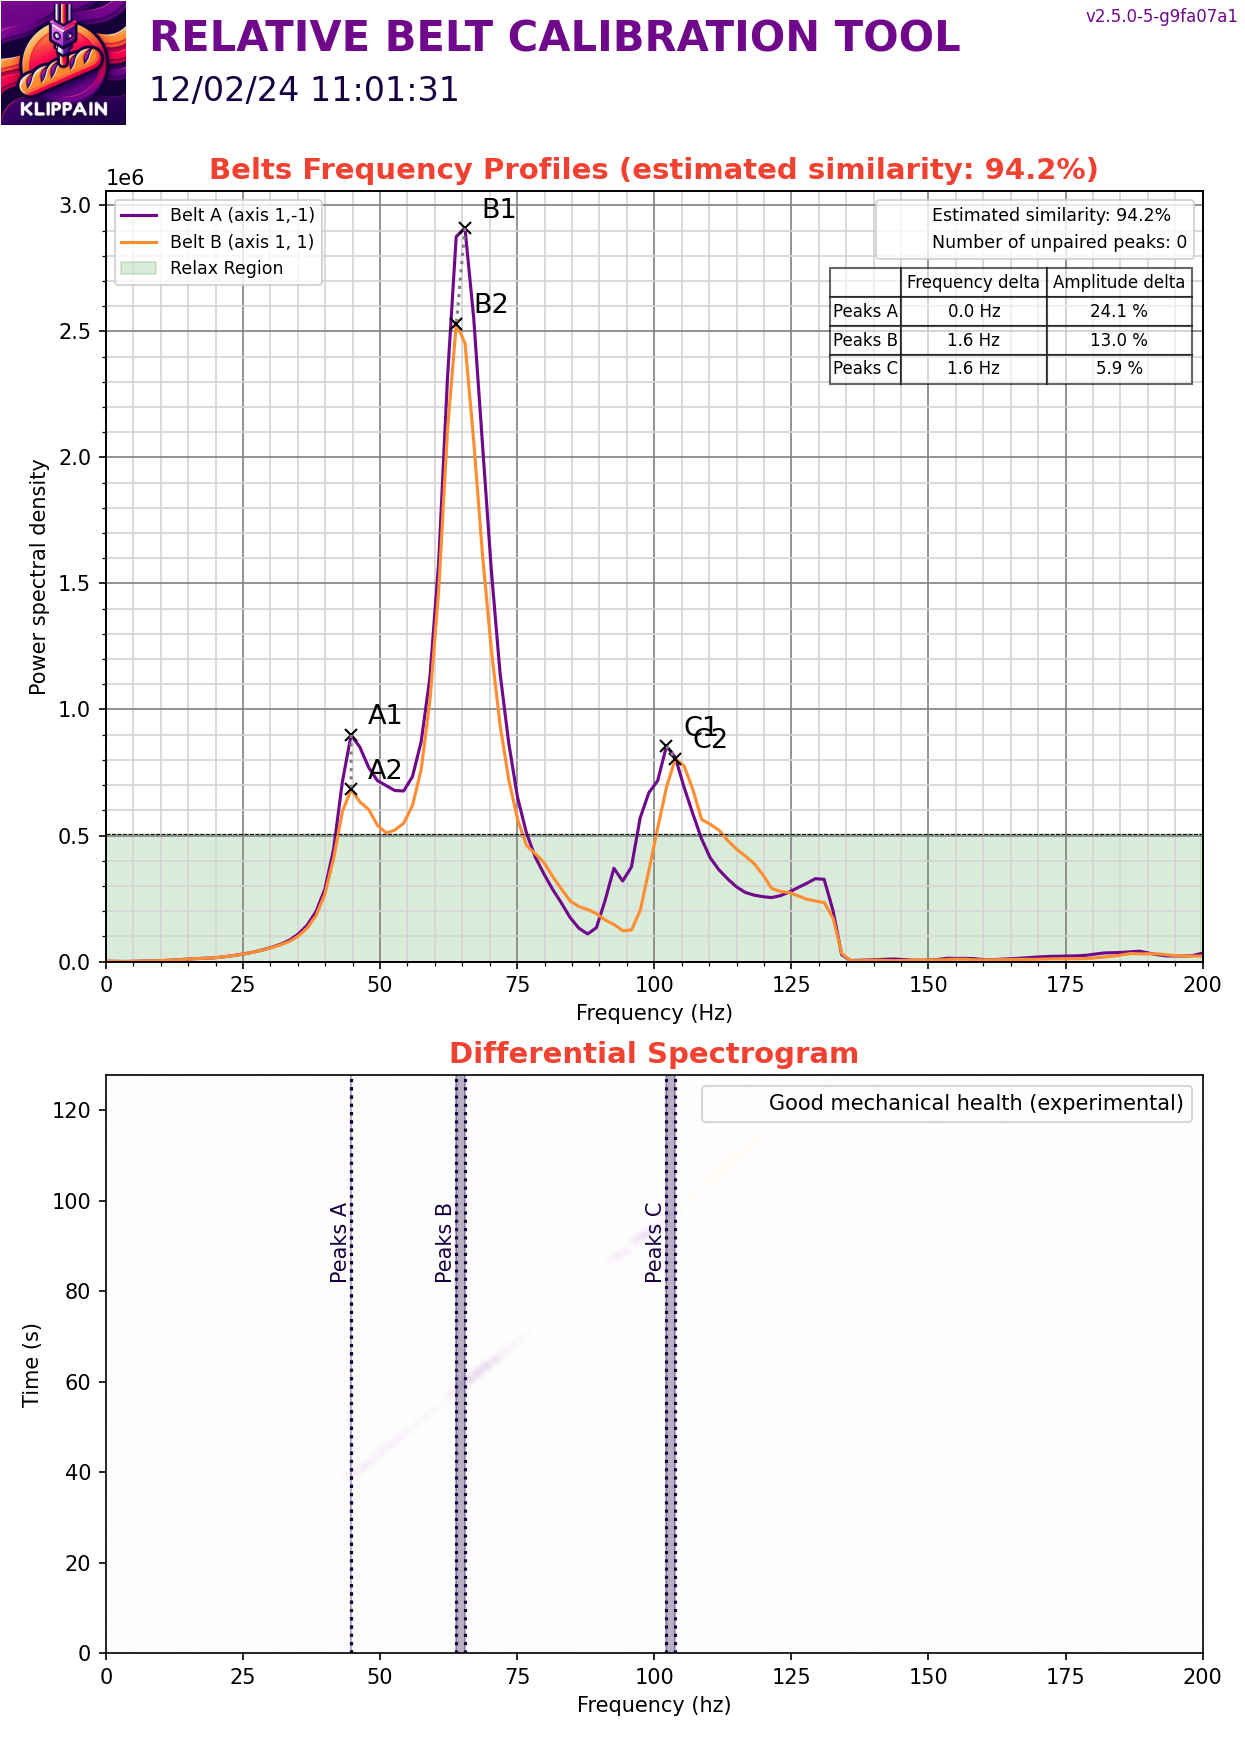 KLIPPAIN
RELATIVE BELT CALIBRATION TOOL
12/02/24 11:01:31
v2.5.0-5-g9fa07a1
Belts Frequency Profiles (estimated similarity: 94.2%)
1e6
Belt A (axis 1,-1)
Belt B (axis 1, 1)
Relax Region
Estimated similarity: 94.2%
Number of unpaired peaks: 0
Frequency delta Amplitude delta
Peaks A 0.0 Hz 24.1 %
Peaks B 1.6 Hz 13.0 %
Peaks C 1.6 Hz 5.9 %
B1
B2
A1
A2
C1
C2
Power spectral density
3.0
2.5
2.0
1.5
1.0
0.5
0.0
0 25 50 75 100 125 150 175 200
Frequency (Hz)
Differential Spectrogram
Good mechanical health (experimental)
Peaks A
Peaks B
Peaks C
Time (s)
120
100
80
60
40
20
0
0 25 50 75 100 125 150 175 200
Frequency (hz)